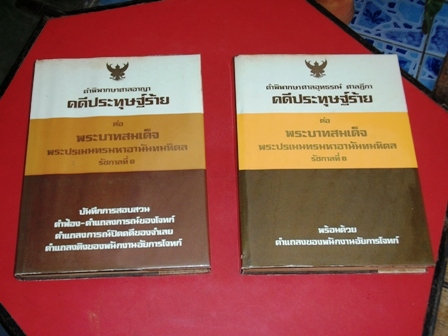 คำพิพากษาศาลอาญา
คดีประทุษฐ์ร้าย
ต่อ
พระบาทสมเด็จ
พระปรเมนทรมหาอานันทมหิดล
รัชกาลที่ ๘
บันทึกการสอบสวน
คำฟ้อง-คำแถลงการณ์ของโจทก์
คำแถลงการณ์ปิดคดีของจำเลย
คำแถลงติงของพนักงานอัยการโจทก์
คำพิพากษาศาลอุทธรณ์ ศาลฎีกา
คดีประทุษฐ์ร้าย
ต่อ
พระบาทสมเด็จ
พระปรเมนทรมหาอานันทมหิดล
รัชกาลที่ ๘
พร้อมด้วย
คำแถลงของพนักงานอัยการโจทก์